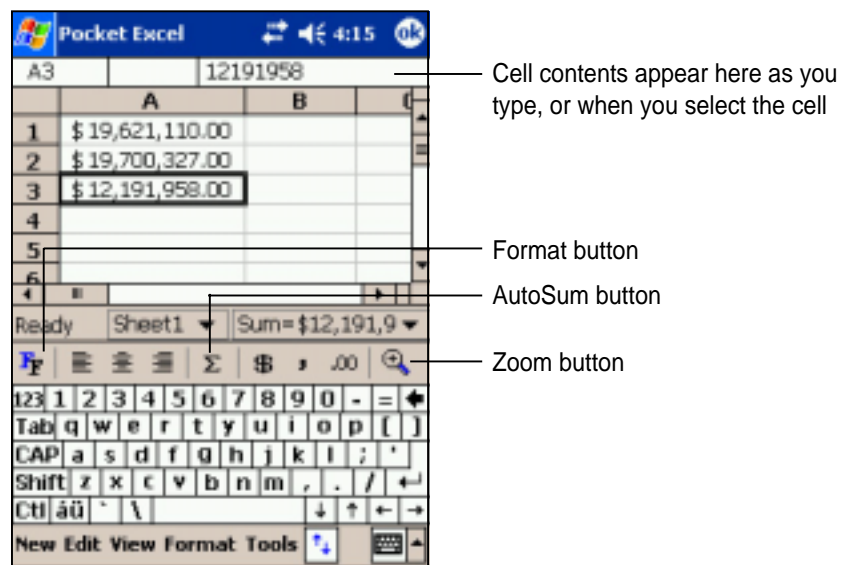 Pocket Excel 4:15 ok
A3 12191958
Cell contents appear here as you
type, or when you select the cell
A B C
1 $19,621,110.00
2 $19,700,327.00
3 $12,191,958.00
4
5
Format button
6
AutoSum button
Ready Sheet1 Sum=$12,191,9
FF Σ $ , .00
Zoom button
123 1 2 3 4 5 6 7 8 9 0 - =
Tab q w e r t y u i o p [ ]
CAP a s d f g h j k l ; '
Shift z x c v b n m , . /
Ctl áü ` \
New Edit View Format Tools